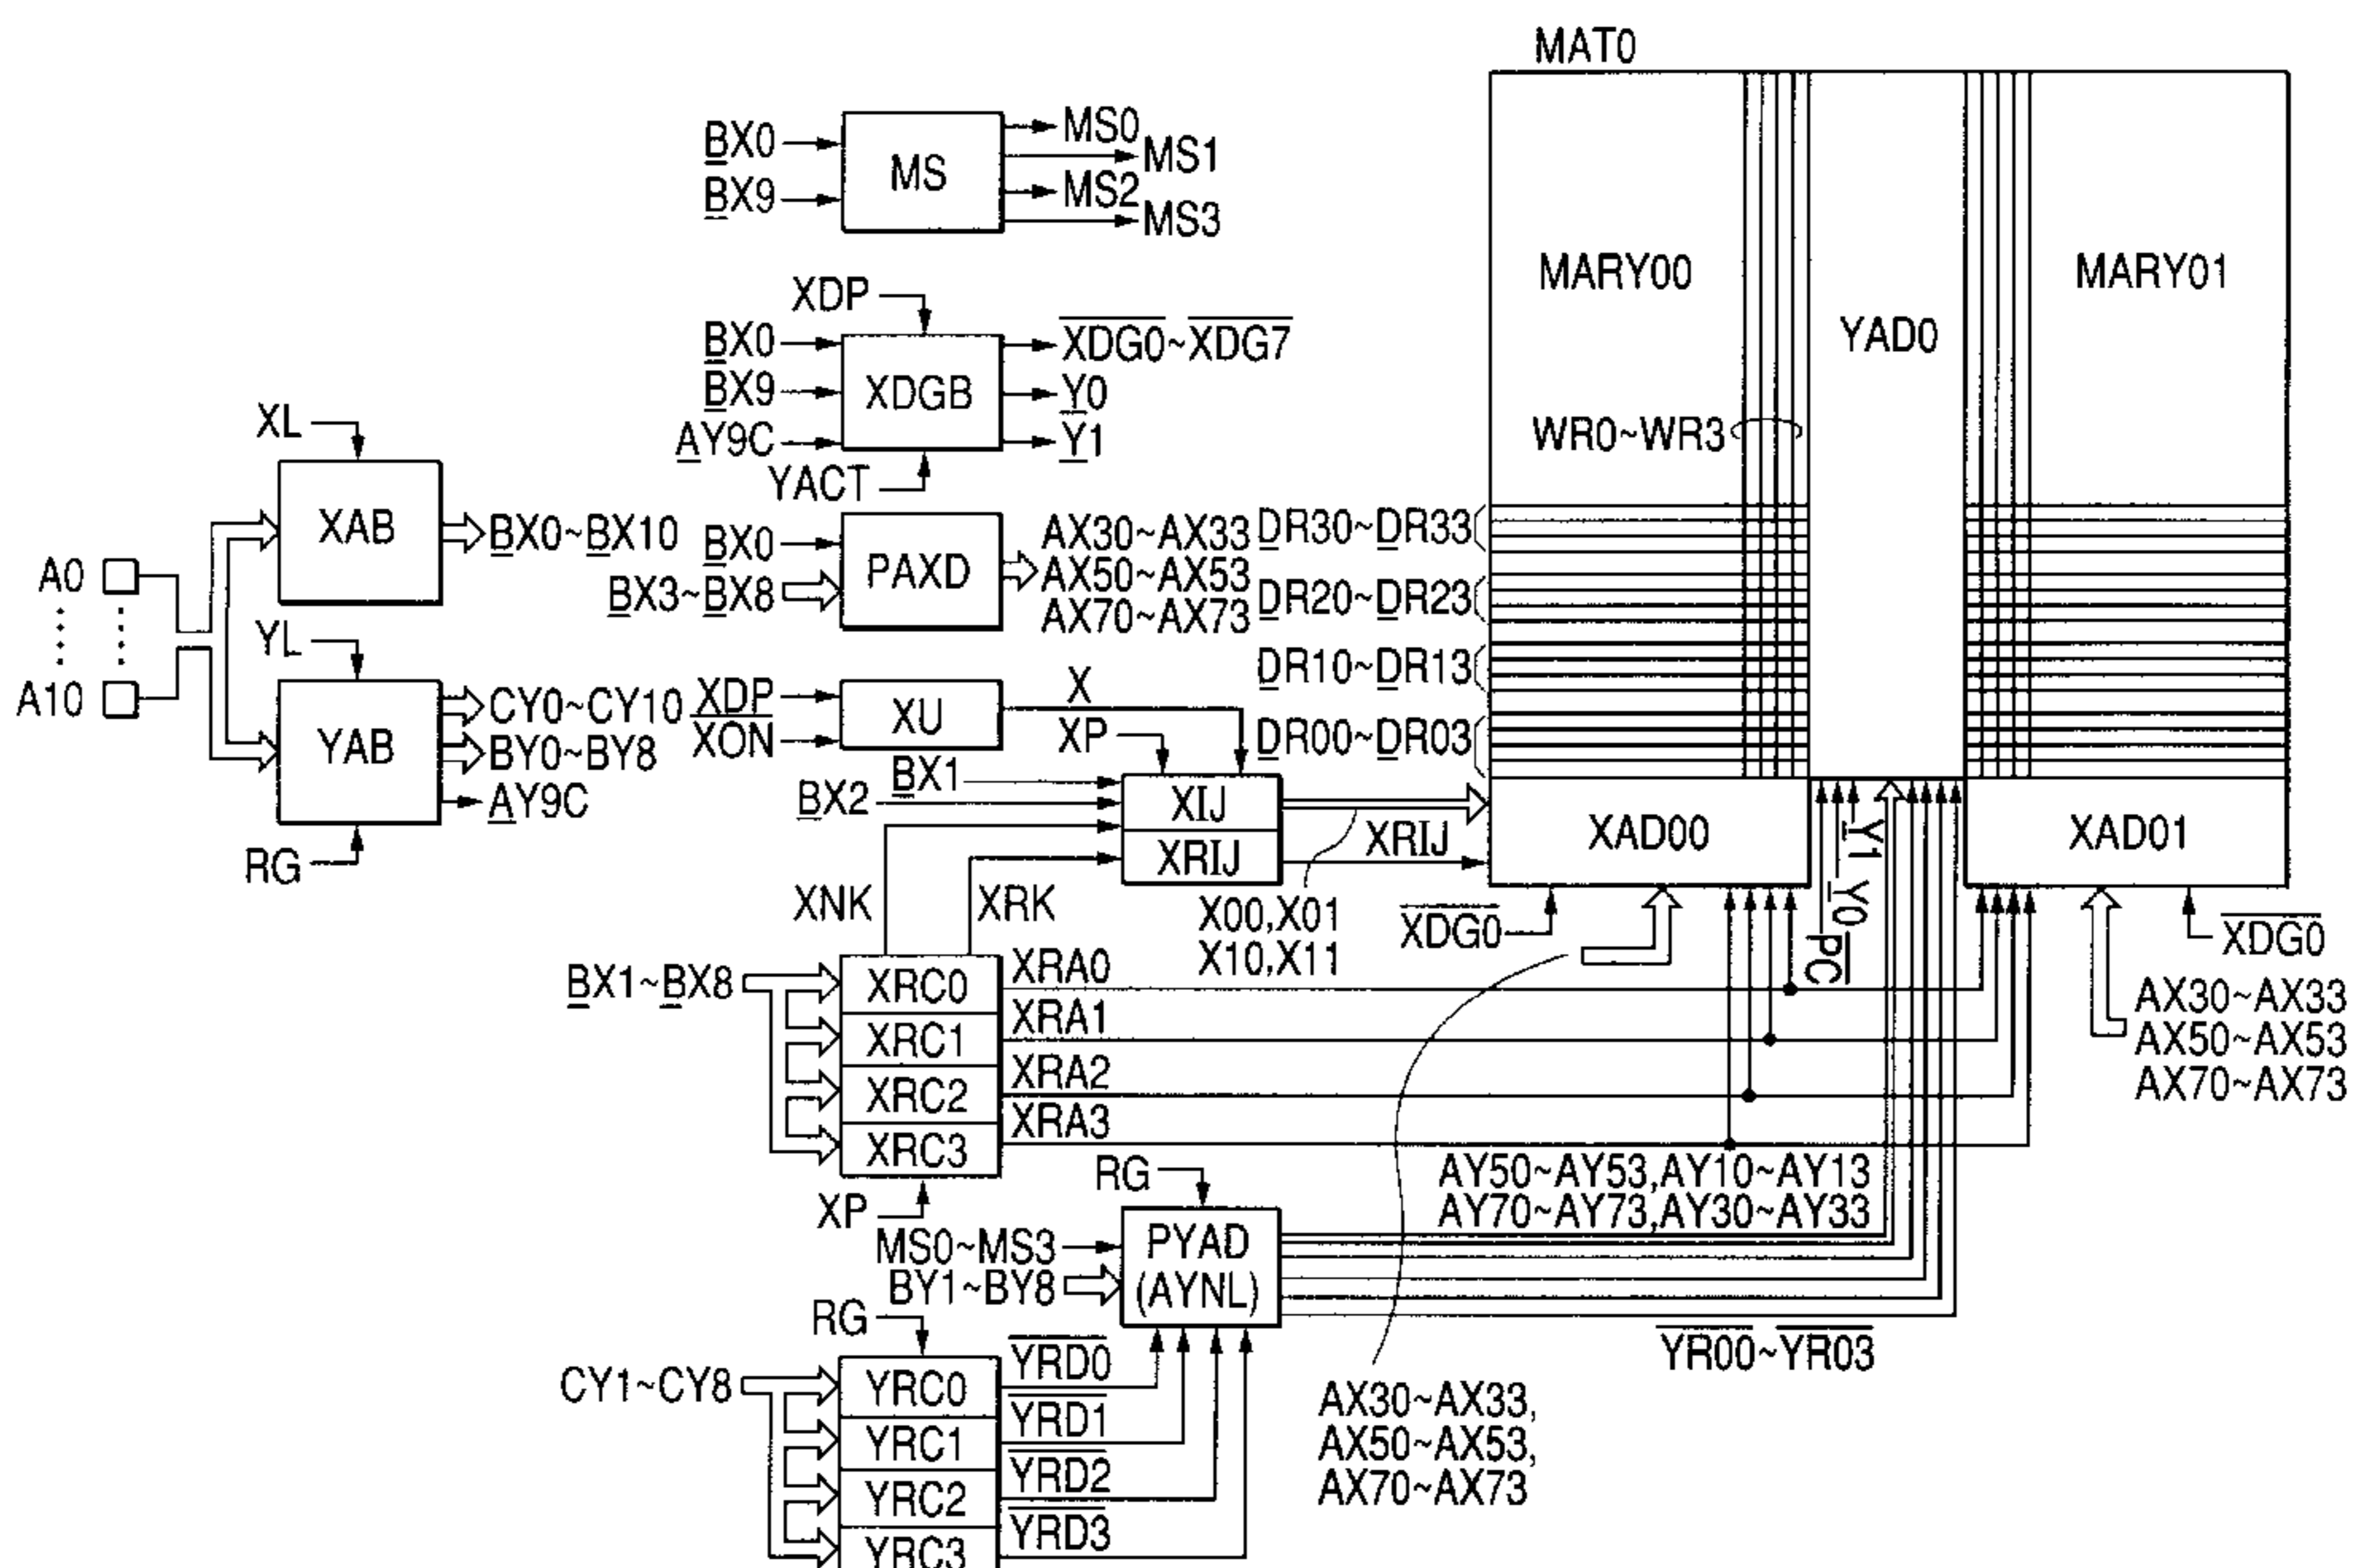 MAT0
BX0
BX9
MS
MS0
MS1
MS2
MS3
XDP
BX0
BX9
AY9C
YACT
XDGB
XDG0~XDG7
Y0
Y1
MARY00
YAD0
MARY01
WR0~WR3
XL
XAB
BX0~BX10
BX0
BX3~BX8
PAXD
AX30~AX33
AX50~AX53
AX70~AX73
DR30~DR33
DR20~DR23
DR10~DR13
DR00~DR03
A0
A10
YL
YAB
CY0~CY10
BY0~BY8
AY9C
RG
XDP
XON
XU
X
XP
BX1
BX2
XIJ
XRIJ
XRIJ
XAD00
XAD01
Y1
Y0
PC
XNK
XRK
X00,X01
X10,X11
XDG0
XDG0
AX30~AX33
AX50~AX53
AX70~AX73
BX1~BX8
XRC0
XRC1
XRC2
XRC3
XRA0
XRA1
XRA2
XRA3
XP
RG
AY50~AY53,AY10~AY13
AY70~AY73,AY30~AY33
MS0~MS3
BY1~BY8
PYAD
(AYNL)
YR00~YR03
RG
CY1~CY8
YRC0
YRC1
YRC2
YRC3
YRD0
YRD1
YRD2
YRD3
AX30~AX33,
AX50~AX53,
AX70~AX73